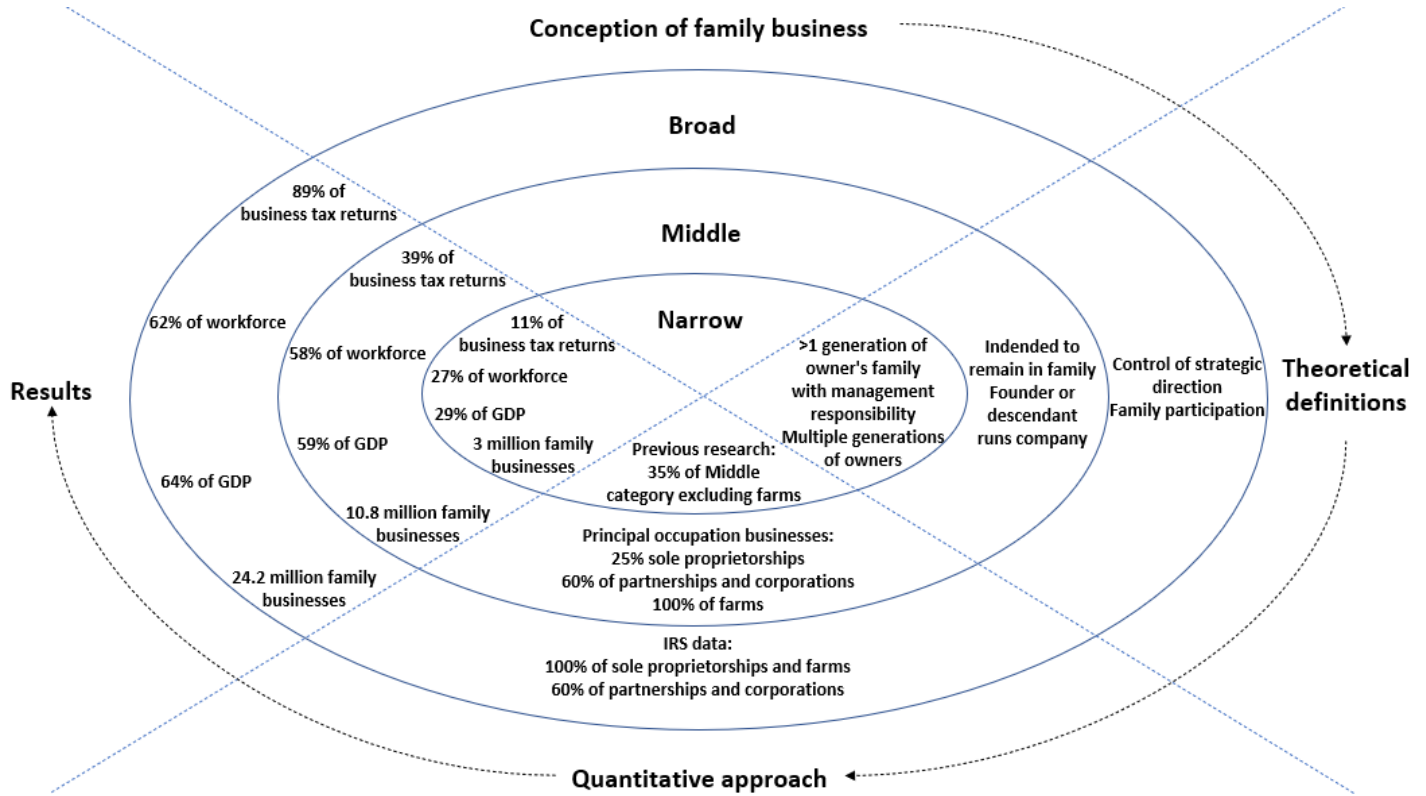 Conception of family business
Broad
Middle
Narrow
89% of
business tax returns
39% of
business tax returns
11% of
business tax returns
62% of workforce
58% of workforce
27% of workforce
29% of GDP
59% of GDP
64% of GDP
3 million family
businesses
10.8 million family
businesses
24.2 million family
businesses
Results
>1 generation of
owner's family
with management
responsibility
Multiple generations
of owners
Indended to
remain in family
Founder or
descendant
runs company
Control of strategic
direction
Family participation
Theoretical
definitions
Previous research:
35% of Middle
category excluding farms
Principal occupation businesses:
25% sole proprietorships
60% of partnerships and corporations
100% of farms
IRS data:
100% of sole proprietorships and farms
60% of partnerships and corporations
Quantitative approach